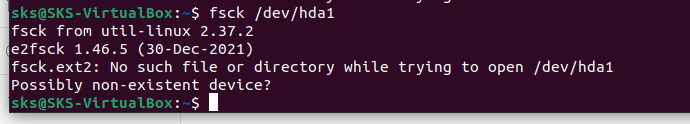 sks@SKS-VirtualBox:~$ fsck /dev/hda1
fsck from util-linux 2.37.2
e2fsck 1.46.5 (30-Dec-2021)
fsck.ext2: No such file or directory while trying to open /dev/hda1
Possibly non-existent device?
sks@SKS-VirtualBox:~$